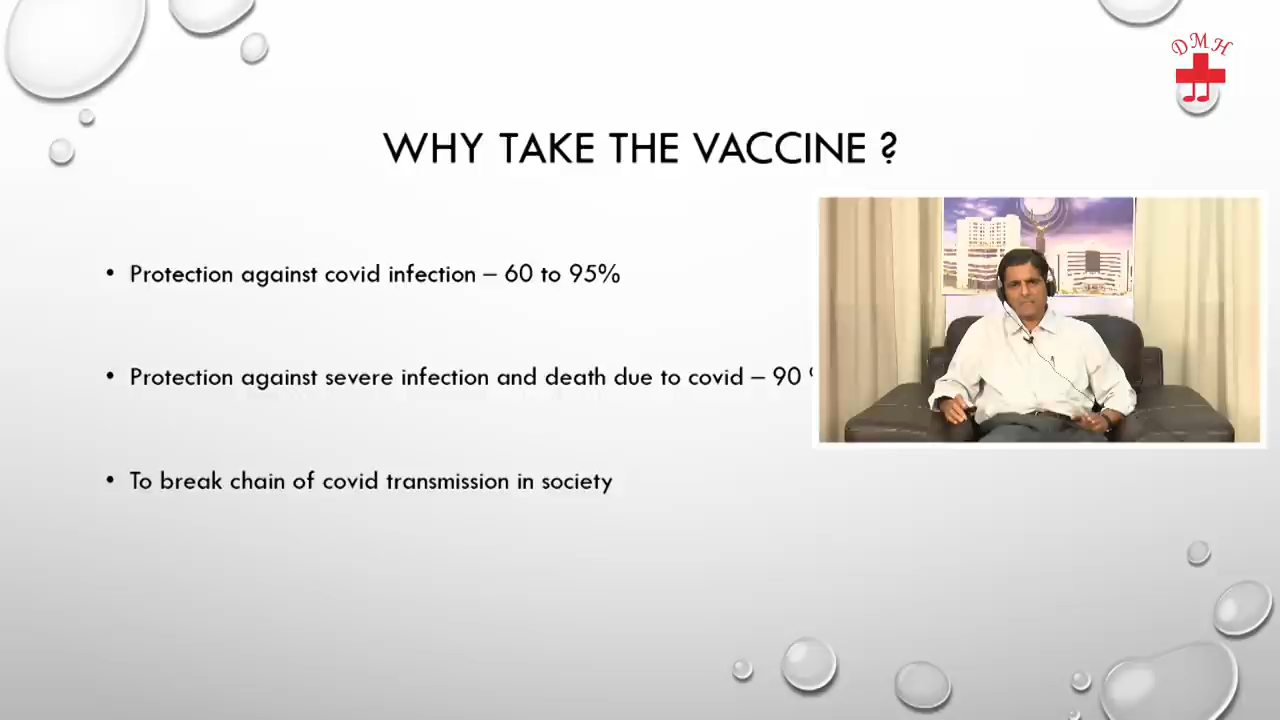 DMH
WHY TAKE THE VACCINE ?
• Protection against covid infection – 60 to 95%
• Protection against severe infection and death due to covid – 90
• To break chain of covid transmission in society